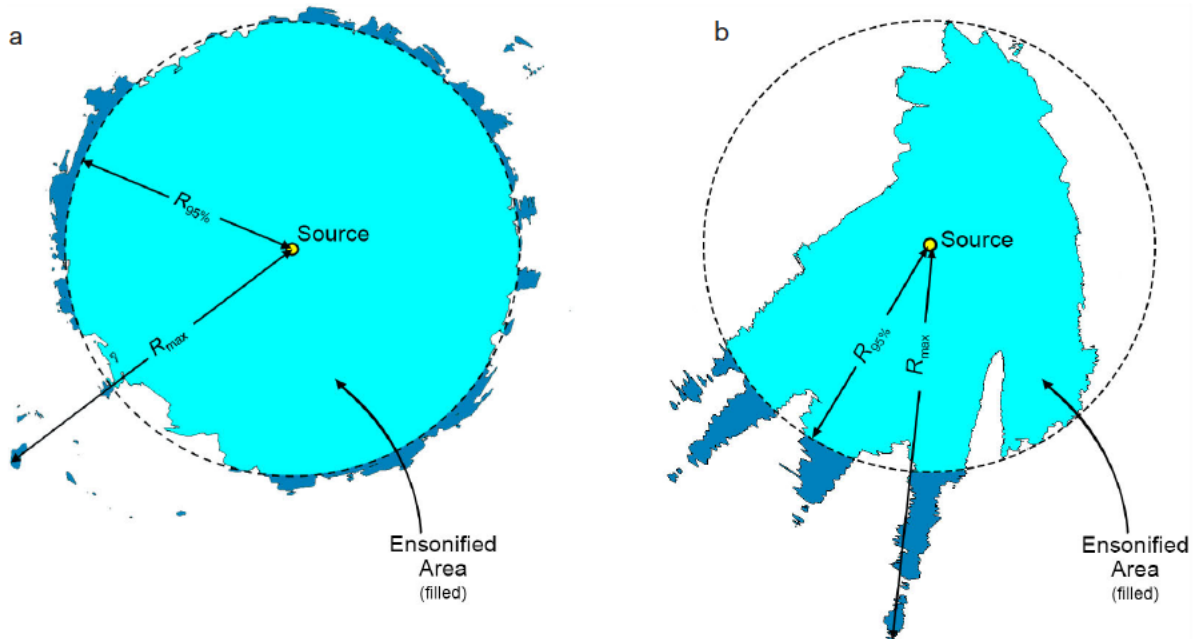 a
R95%
Source
Rmax
Ensonified
Area
(filled)
b
Source
R95%
Rmax
Ensonified
Area
(filled)